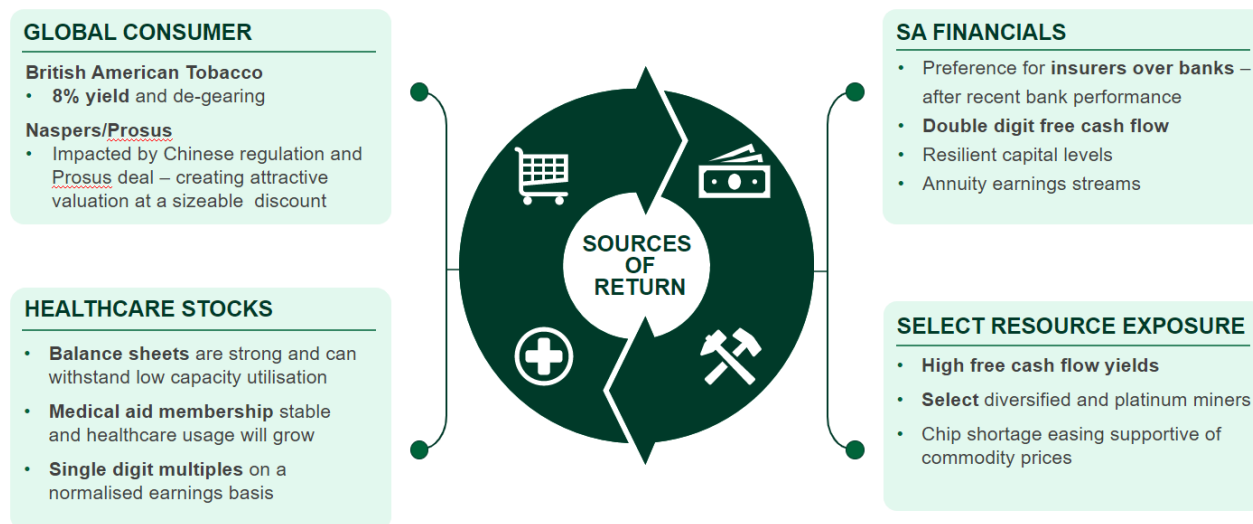 GLOBAL CONSUMER
British American Tobacco
• 8% yield and de-gearing
Naspers/Prosus
• Impacted by Chinese regulation and
Prosus deal – creating attractive
valuation at a sizeable discount
HEALTHCARE STOCKS
• Balance sheets are strong and can
withstand low capacity utilisation
• Medical aid membership stable
and healthcare usage will grow
• Single digit multiples on a
normalised earnings basis
SOURCES
OF
RETURN
SA FINANCIALS
• Preference for insurers over banks –
after recent bank performance
• Double digit free cash flow
• Resilient capital levels
• Annuity earnings streams
SELECT RESOURCE EXPOSURE
• High free cash flow yields
• Select diversified and platinum miners
• Chip shortage easing supportive of
commodity prices